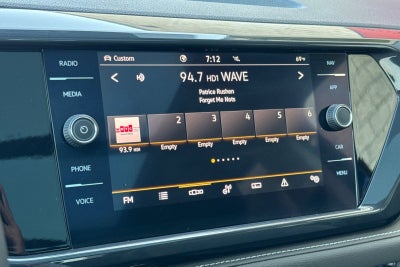 RADIO
MEDIA
PHONE
VOICE
Custom
7:12
69°F
94.7 HD1 WAVE
Patrice Rushen
Forget Me Nots
2 3 4 5 6
93.9 HD1 Empty Empty Empty Empty Empty
FM
NAV
APP
CAR
MENU